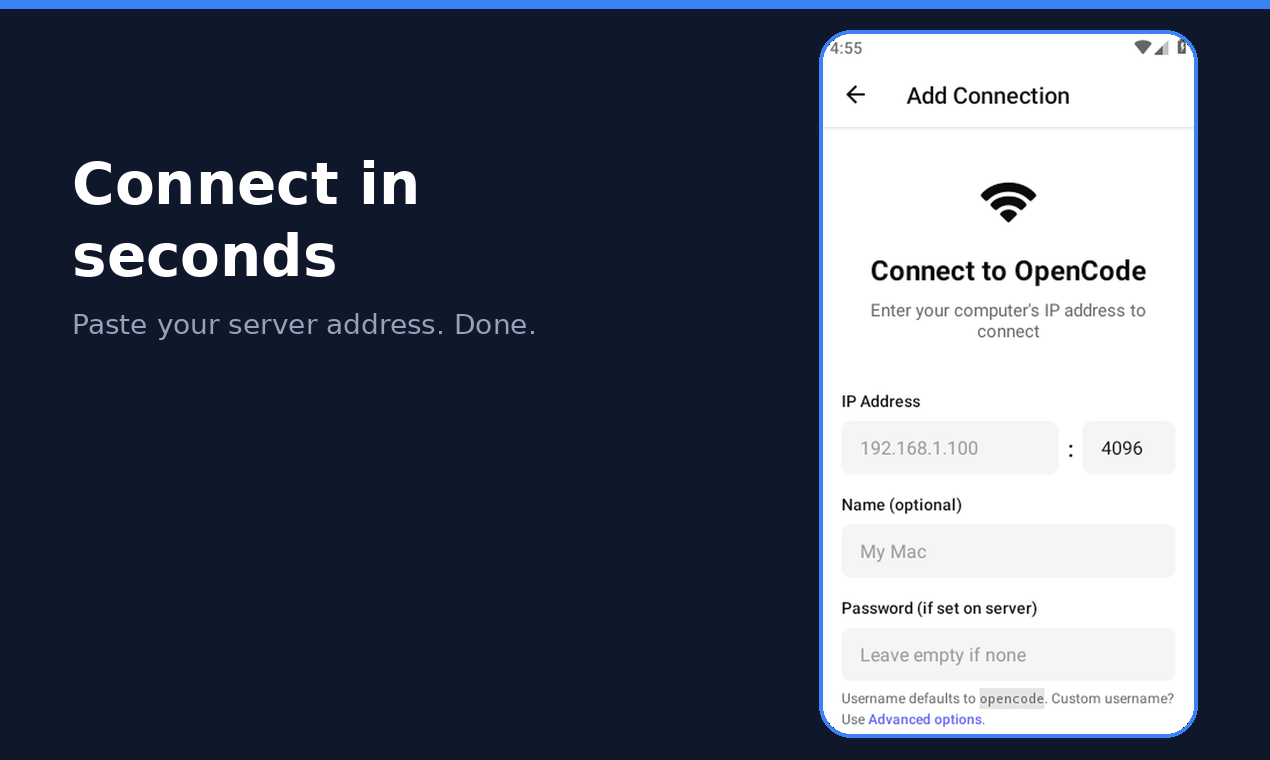 Connect in
seconds
Paste your server address. Done.
4:55
Add Connection
Connect to OpenCode
Enter your computer's IP address to
connect
IP Address
192.168.1.100 : 4096
Name (optional)
My Mac
Password (if set on server)
Leave empty if none
Username defaults to opencode. Custom username?
Use Advanced options.